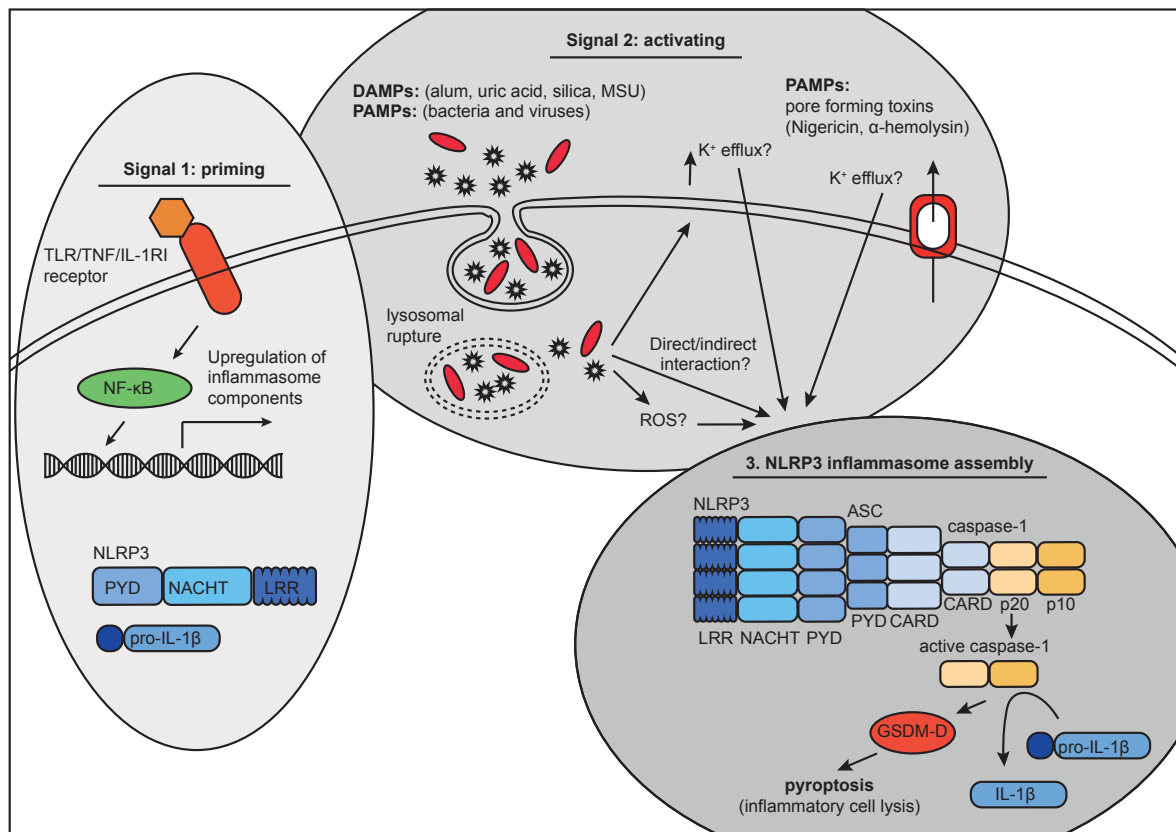 Signal 1: priming
TLR/TNF/IL-1RI
receptor
NF-κB
Upregulation of
inflammasome
components
NLRP3
PYD
NACHT
LRR
pro-IL-1β
Signal 2: activating
DAMPs: (alum, uric acid, silica, MSU)
PAMPs: (bacteria and viruses)
PAMPs:
pore forming toxins
(Nigericin, α-hemolysin)
K⁺ efflux?
K⁺ efflux?
lysosomal
rupture
Direct/indirect
interaction?
ROS?
3. NLRP3 inflammasome assembly
NLRP3
ASC
caspase-1
CARD
p20
p10
PYD
CARD
LRR
NACHT
PYD
active caspase-1
GSDM-D
pro-IL-1β
pyroptosis
(inflammatory cell lysis)
IL-1β